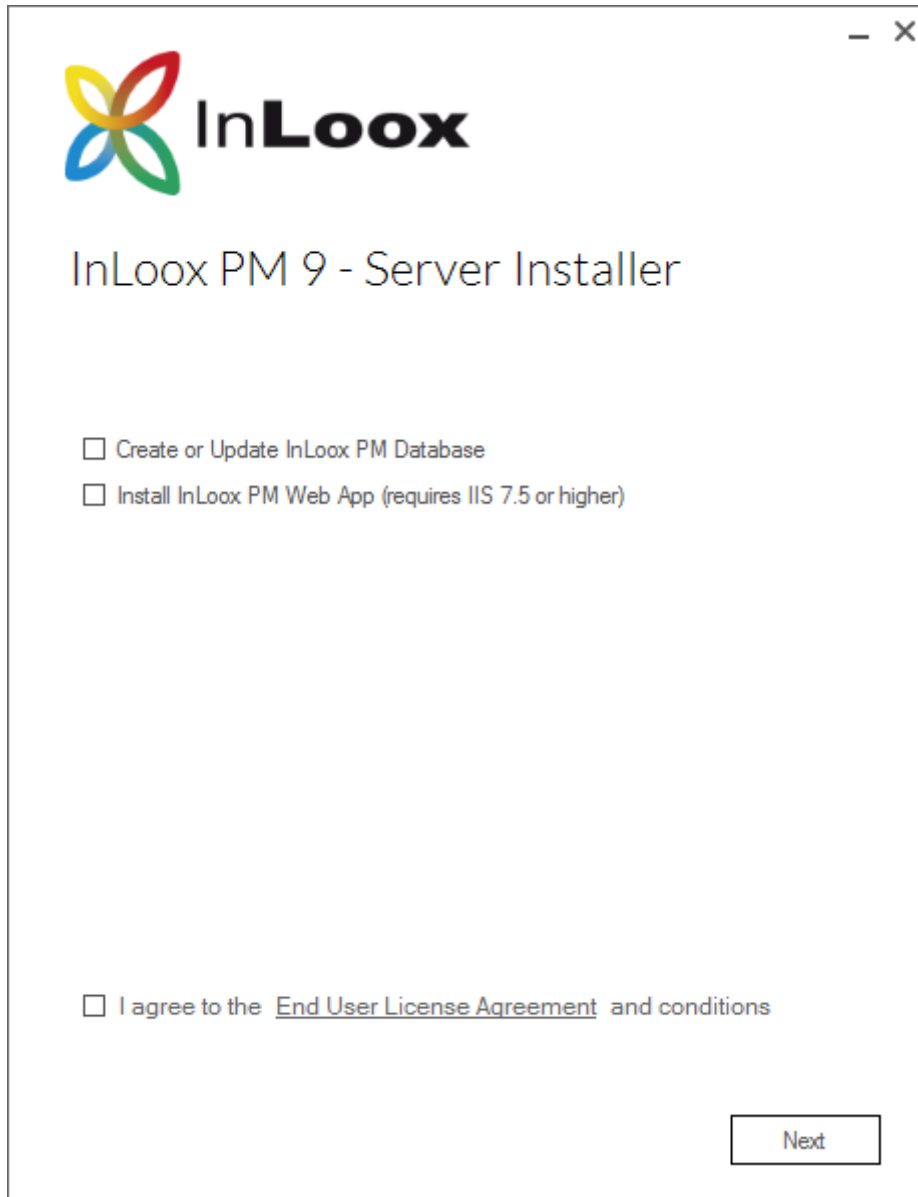 InLoox
InLoox PM 9 - Server Installer
Create or Update InLoox PM Database
Install InLoox PM Web App (requires IIS 7.5 or higher)
I agree to the End User License Agreement and conditions
Next